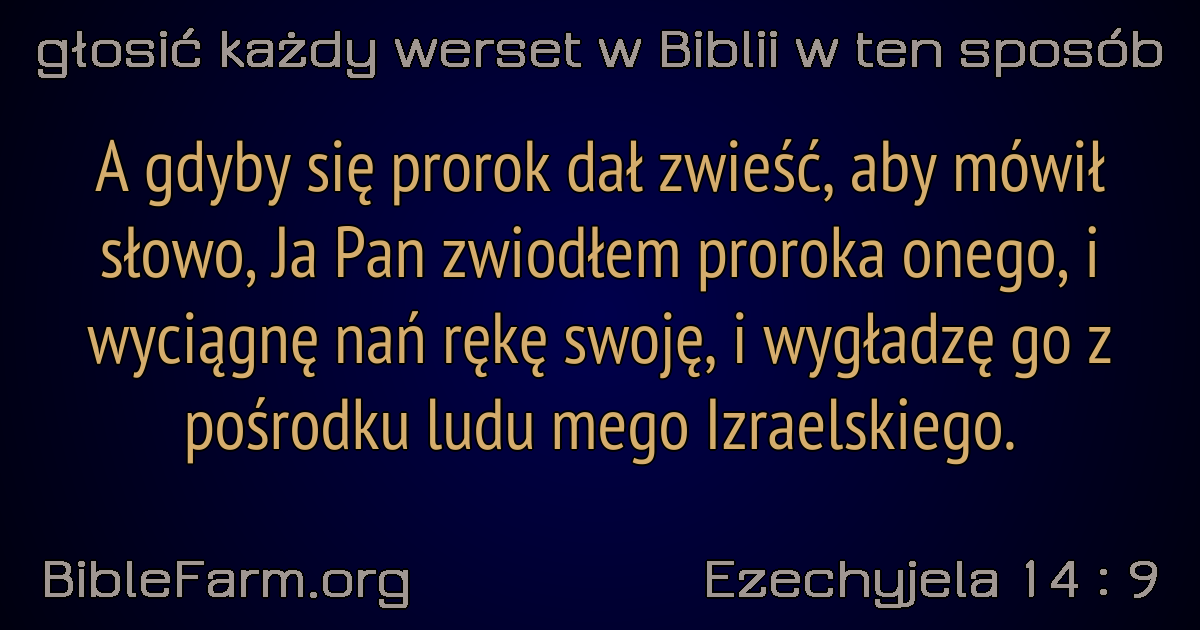 głosić każdy werset w Biblii w ten sposób
A gdyby się prorok dał zwieść, aby mówił
słowo, Ja Pan zwiodłem proroka onego, i
wyciągnę nań rękę swoję, i wygładzę go z
pośrodku ludu mego Izraelskiego.
BibleFarm.org
Ezechyjela 14 : 9